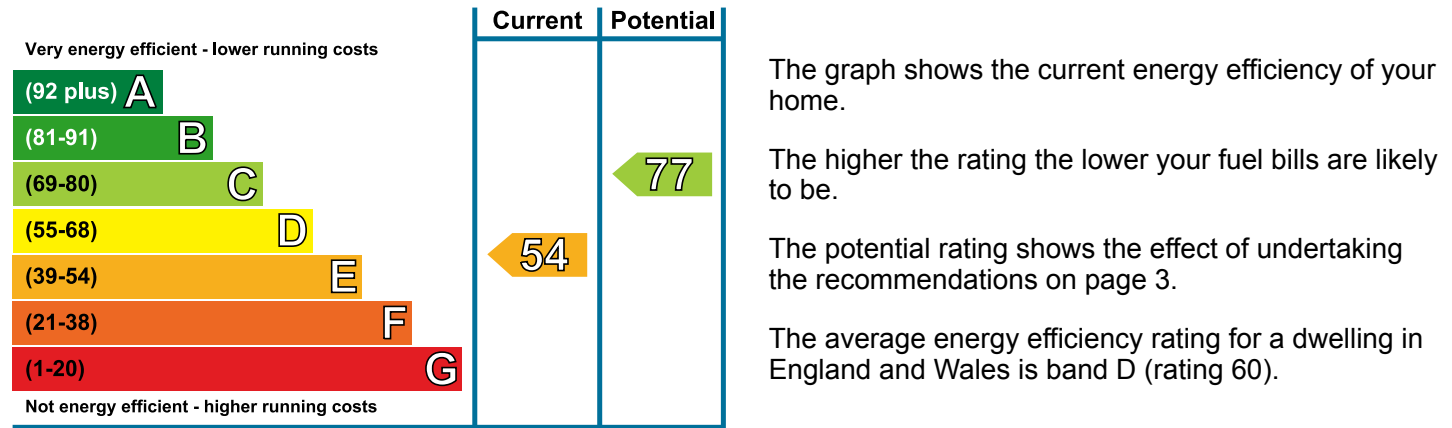 Current Potential
Very energy efficient - lower running costs
(92 plus) A
(81-91) B
(69-80) C
77
(55-68) D
54
(39-54) E
(21-38) F
(1-20) G
Not energy efficient - higher running costs
The graph shows the current energy efficiency of your
home.
The higher the rating the lower your fuel bills are likely
to be.
The potential rating shows the effect of undertaking
the recommendations on page 3.
The average energy efficiency rating for a dwelling in
England and Wales is band D (rating 60).